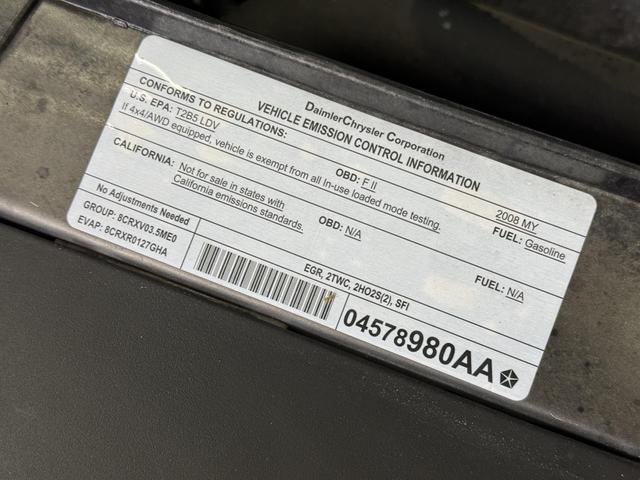 DaimlerChrysler Corporation
VEHICLE EMISSION CONTROL INFORMATION
CONFORMS TO REGULATIONS: 2008 MY
U.S. EPA: T2B5 LDV OBD: F II FUEL: Gasoline
If 4x4/AWD equipped, vehicle is exempt from all in-use loaded mode testing.
CALIFORNIA: Not for sale in states with California emissions standards. OBD: N/A FUEL: N/A
No Adjustments Needed
GROUP: 8CRXV03.5ME0
EVAP: 8CRXR0127GHA
EGR, 2TWC, 2HO2S(2), SFI
04578980AA